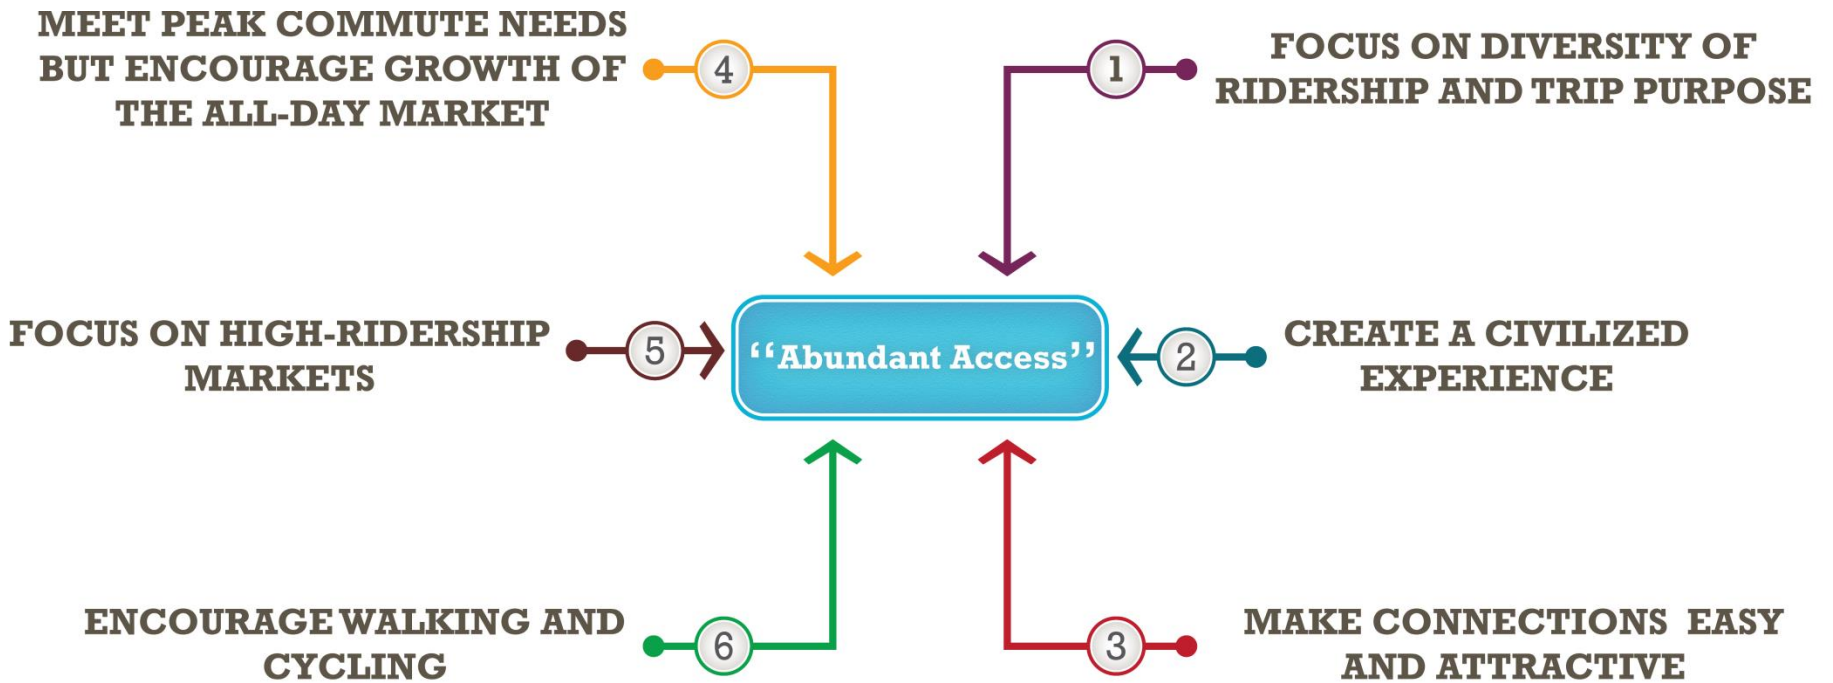 1
FOCUS ON DIVERSITY OF
RIDERSHIP AND TRIP PURPOSE
2
CREATE A CIVILIZED
EXPERIENCE
3
MAKE CONNECTIONS EASY
AND ATTRACTIVE
4
MEET PEAK COMMUTE NEEDS
BUT ENCOURAGE GROWTH OF
THE ALL-DAY MARKET
5
FOCUS ON HIGH-RIDERSHIP
MARKETS
6
ENCOURAGE WALKING AND
CYCLING
“Abundant Access”